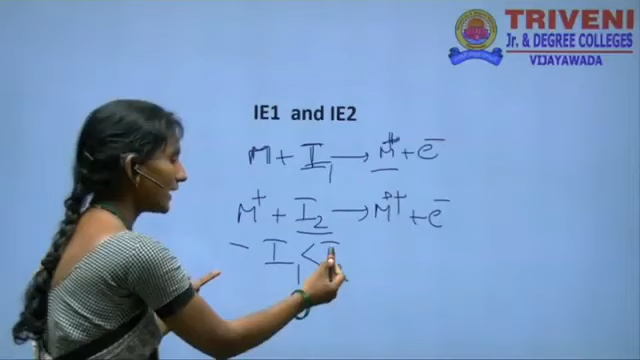 TRIVENI
Jr. & DEGREE COLLEGES
VIJAYAWADA
IE1 and IE2
M + I₁ → M⁺ + e⁻
M⁺ + I₂ → M⁺⁺ + e⁻
I₁ < I